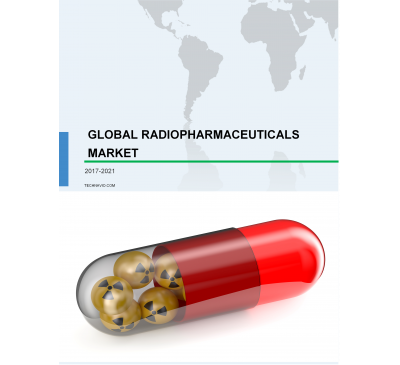 GLOBAL RADIOPHARMACEUTICALS
MARKET
2017-2021
TECHNAVIO.COM